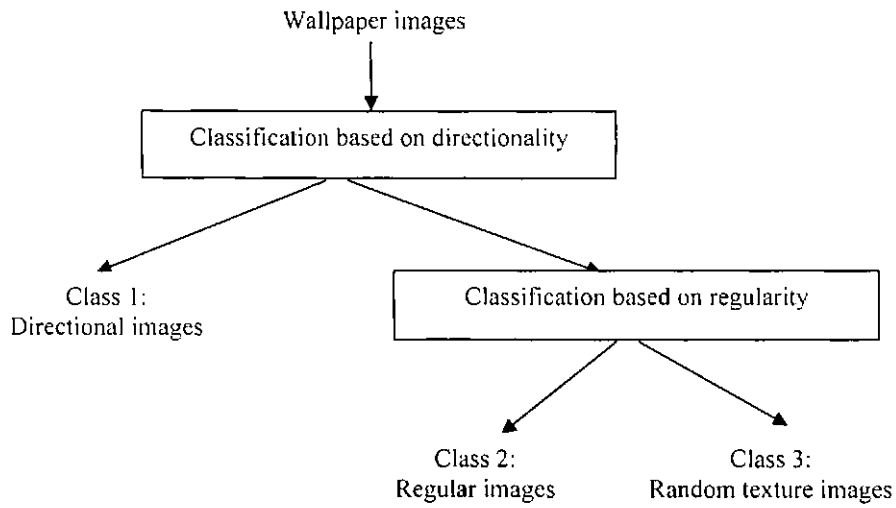 Wallpaper images
Classification based on directionality
Class 1:
Directional images
Classification based on regularity
Class 2:
Regular images
Class 3:
Random texture images